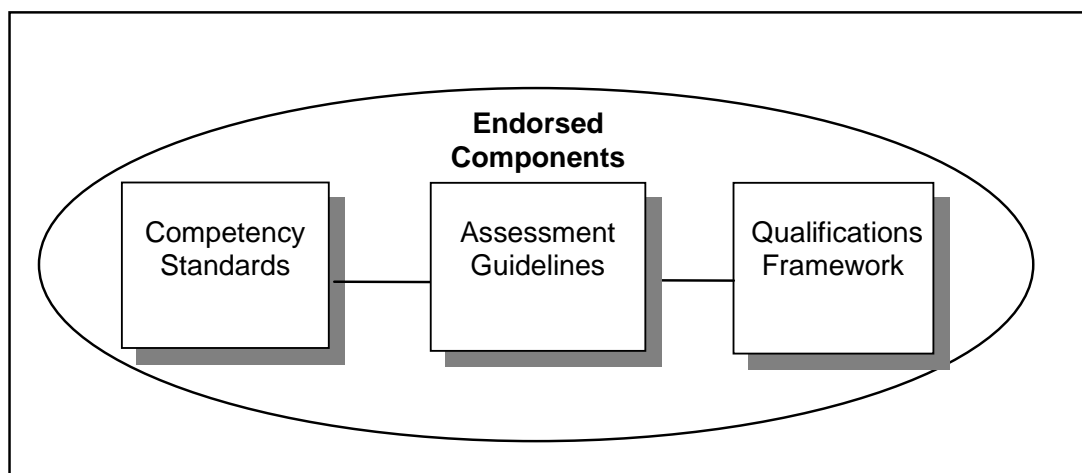 Endorsed
Components
Competency
Standards
Assessment
Guidelines
Qualifications
Framework